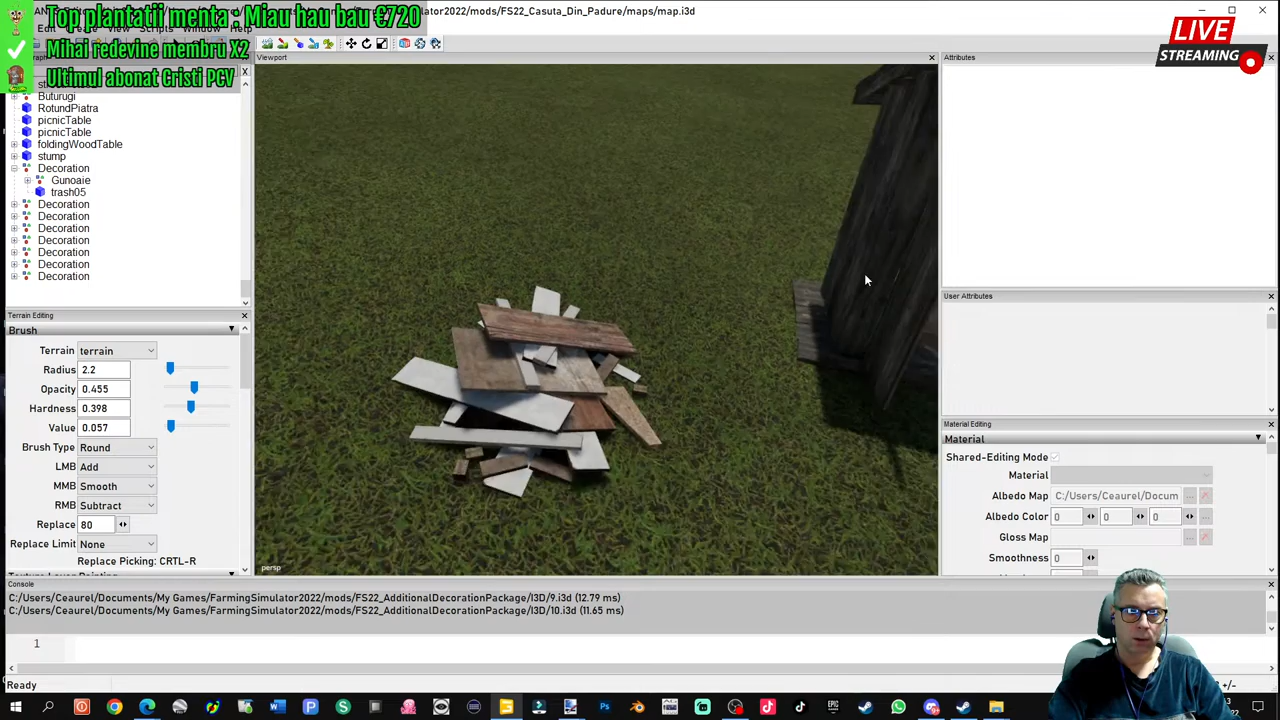 Top plantatii menta : Miau hau bau €720
Mihai redevine membru X2
Ultimul abonat Cristi PCV
LIVE
STREAMING
torSimulator2022/mods/FS22_Casuta_Din_Padure/maps/map.i3d
Scripts
Window
Viewport
Attributes
Buturugi
RotundPiatra
picnicTable
picnicTable
foldingWoodTable
stump
Decoration
Gunoaie
trash05
Decoration
Decoration
Decoration
Decoration
Decoration
Decoration
Decoration
Terrain Editing
Brush
Terrain terrain
Radius 2.2
Opacity 0.455
Hardness 0.398
Value 0.057
Brush Type Round
LMB Add
MMB Smooth
RMB Subtract
Replace 80
Replace Limit None
Replace Picking: CRTL-R
Texture Layer Painting
persp
User Attributes
Material Editing
Material
Shared-Editing Mode
Material
Albedo Map C:/Users/Ceaurel/Docum ...
Albedo Color 0 0 0 ...
Gloss Map ...
Smoothness 0
Console
C:/Users/Ceaurel/Documents/My Games/FarmingSimulator2022/mods/FS22_AdditionalDecorationPackage/I3D/9.i3d (12.79 ms)
C:/Users/Ceaurel/Documents/My Games/FarmingSimulator2022/mods/FS22_AdditionalDecorationPackage/I3D/10.i3d (11.65 ms)
1
Ready
+/-